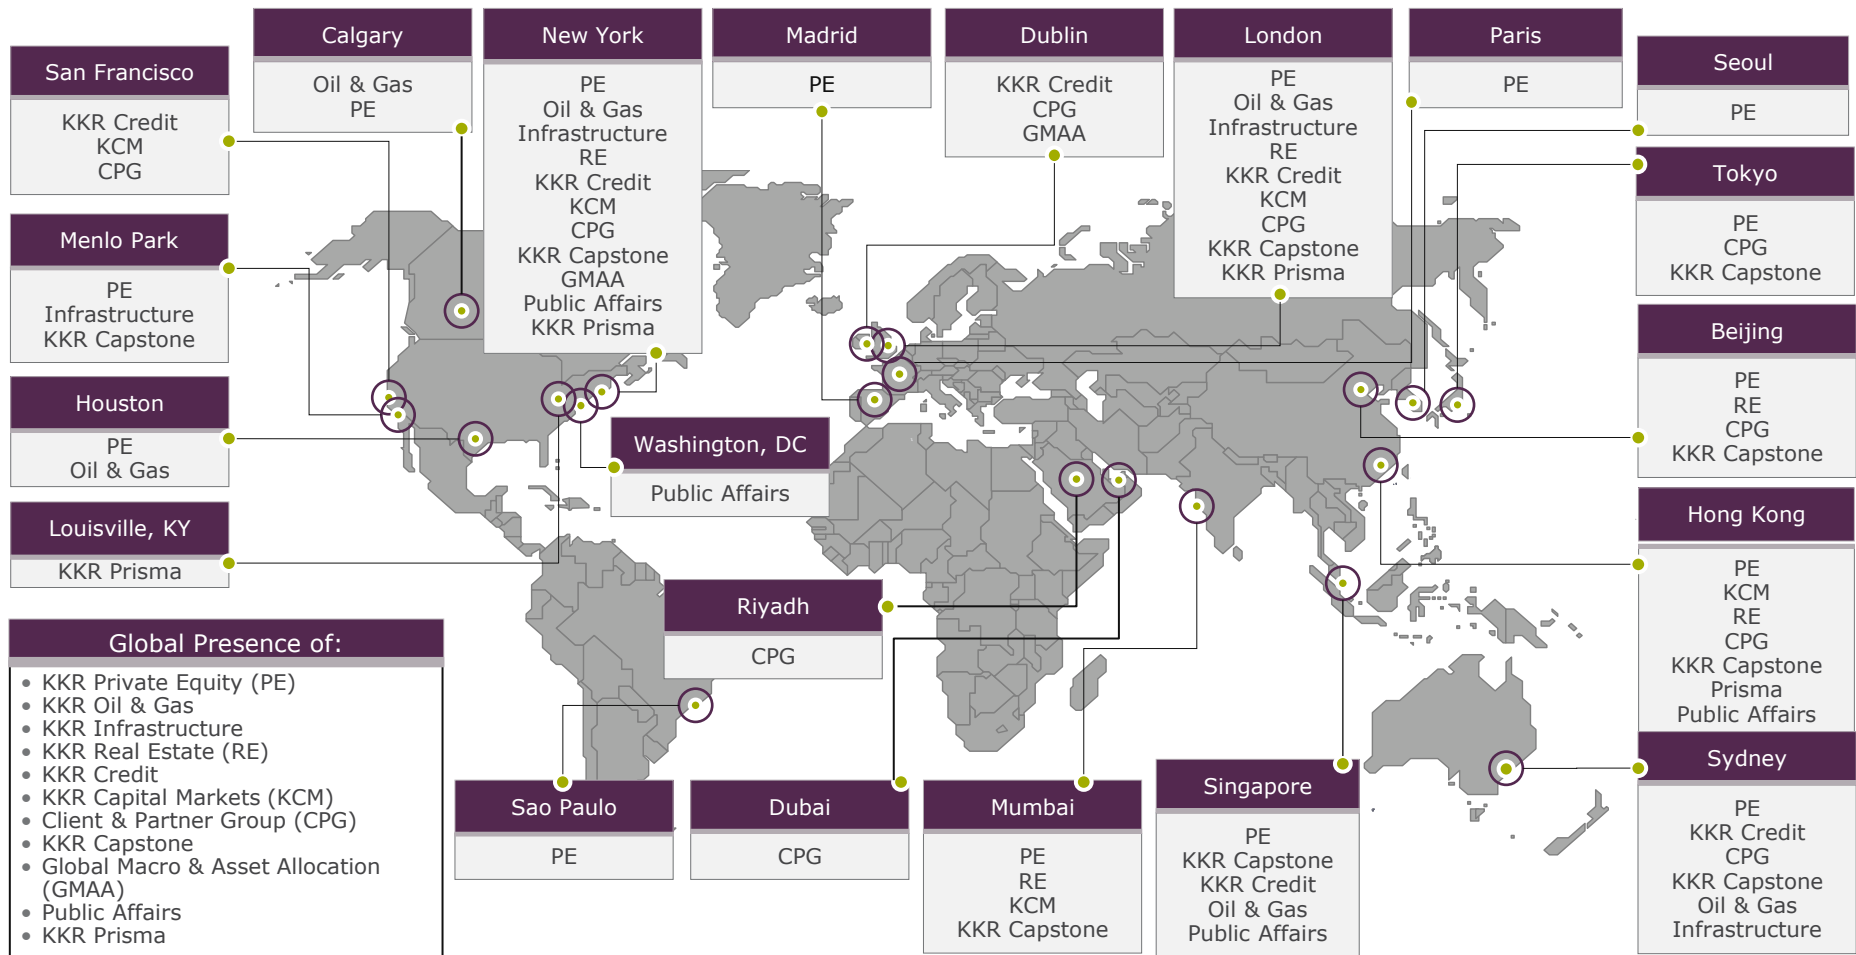 San Francisco
KKR Credit
KCM
CPG
Calgary
Oil & Gas
PE
New York
PE
Oil & Gas
Infrastructure
RE
KKR Credit
KCM
CPG
KKR Capstone
GMAA
Public Affairs
KKR Prisma
Madrid
PE
Dublin
KKR Credit
CPG
GMAA
London
PE
Oil & Gas
Infrastructure
RE
KKR Credit
KCM
CPG
KKR Capstone
KKR Prisma
Paris
PE
Seoul
PE
Tokyo
PE
CPG
KKR Capstone
Menlo Park
PE
Infrastructure
KKR Capstone
Beijing
PE
RE
CPG
KKR Capstone
Houston
PE
Oil & Gas
Washington, DC
Public Affairs
Louisville, KY
KKR Prisma
Hong Kong
PE
KCM
RE
CPG
KKR Capstone
Prisma
Public Affairs
Riyadh
CPG
Global Presence of:
• KKR Private Equity (PE)
• KKR Oil & Gas
• KKR Infrastructure
• KKR Real Estate (RE)
• KKR Credit
• KKR Capital Markets (KCM)
• Client & Partner Group (CPG)
• KKR Capstone
• Global Macro & Asset Allocation
(GMAA)
• Public Affairs
• KKR Prisma
Sao Paulo
PE
Dubai
CPG
Mumbai
PE
RE
KCM
KKR Capstone
Singapore
PE
KKR Capstone
KKR Credit
Oil & Gas
Public Affairs
Sydney
PE
KKR Credit
CPG
KKR Capstone
Oil & Gas
Infrastructure